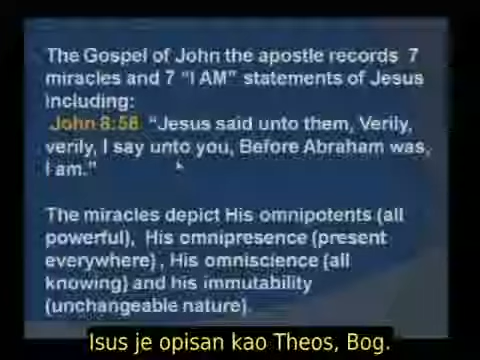 The Gospel of John the apostle records 7
miracles and 7 "I AM" statements of Jesus
including:
John 8:58 "Jesus said unto them, Verily,
verily, I say unto you, Before Abraham was,
I am."
The miracles depict His omnipotents (all
powerful), His omnipresence (present
everywhere), His omniscience (all
knowing) and his immutability
(unchangeable nature).
Isus je opisan kao Theos, Bog.